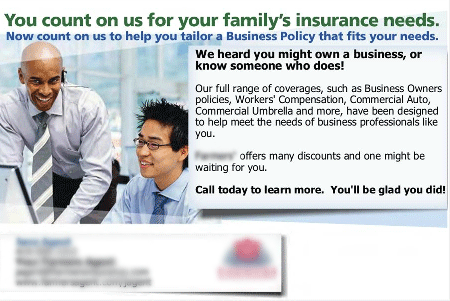 You count on us for your family's insurance needs.
Now count on us to help you tailor a Business Policy that fits your needs.
We heard you might own a business, or
know someone who does!
Our full range of coverages, such as Business Owners
policies, Workers' Compensation, Commercial Auto,
Commercial Umbrella and more, have been designed
to help meet the needs of business professionals like
you.
offers many discounts and one might be
waiting for you.
Call today to learn more. You'll be glad you did!